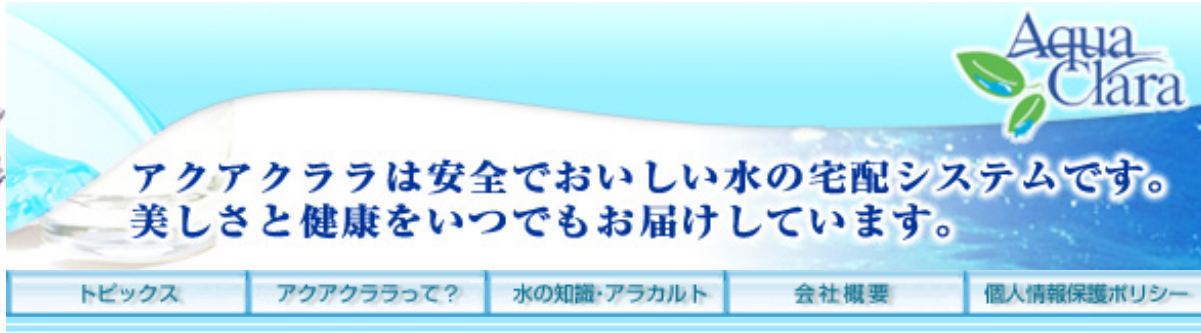 Aqua
Clara
アクアクララは安全でおいしい水の宅配システムです。
美しさと健康をいつでもお届けしています。
トピックス
アクアクララって？
水の知識・アラカルト
会社概要
個人情報保護ポリシー